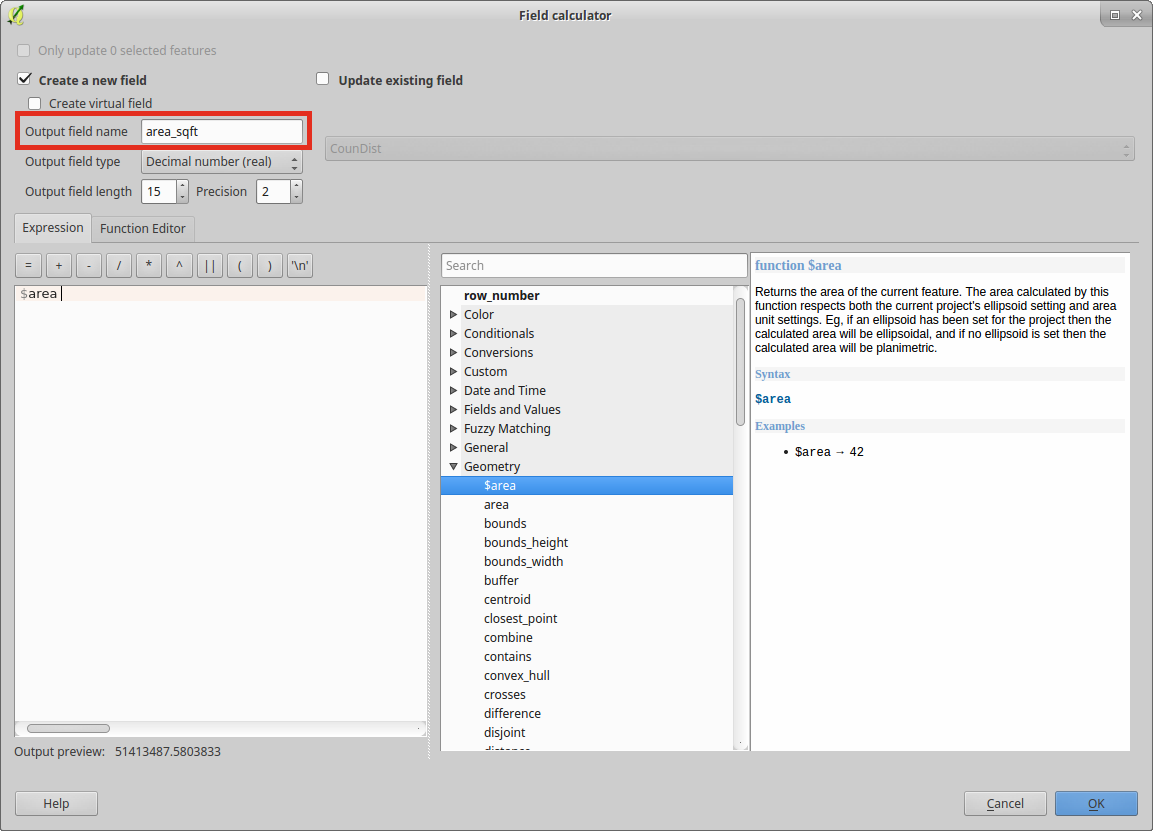 Field calculator
Only update 0 selected features
Create a new field
Update existing field
Create virtual field
Output field name
area_sqft
CounDist
Output field type
Decimal number (real)
Output field length
15
Precision
2
Expression
Function Editor
=
+
-
/
*
^
||
(
)
'\n'
$area
Output preview: 51413487.5803833
Search
row_number
Color
Conditionals
Conversions
Custom
Date and Time
Fields and Values
Fuzzy Matching
General
Geometry
$area
area
bounds
bounds_height
bounds_width
buffer
centroid
closest_point
combine
contains
convex_hull
crosses
difference
disjoint
function $area
Returns the area of the current feature. The area calculated by this
function respects both the current project's ellipsoid setting and area
unit settings. Eg, if an ellipsoid has been set for the project then the
calculated area will be ellipsoidal, and if no ellipsoid is set then the
calculated area will be planimetric.
Syntax
$area
Examples
• $area → 42
Help
Cancel
OK